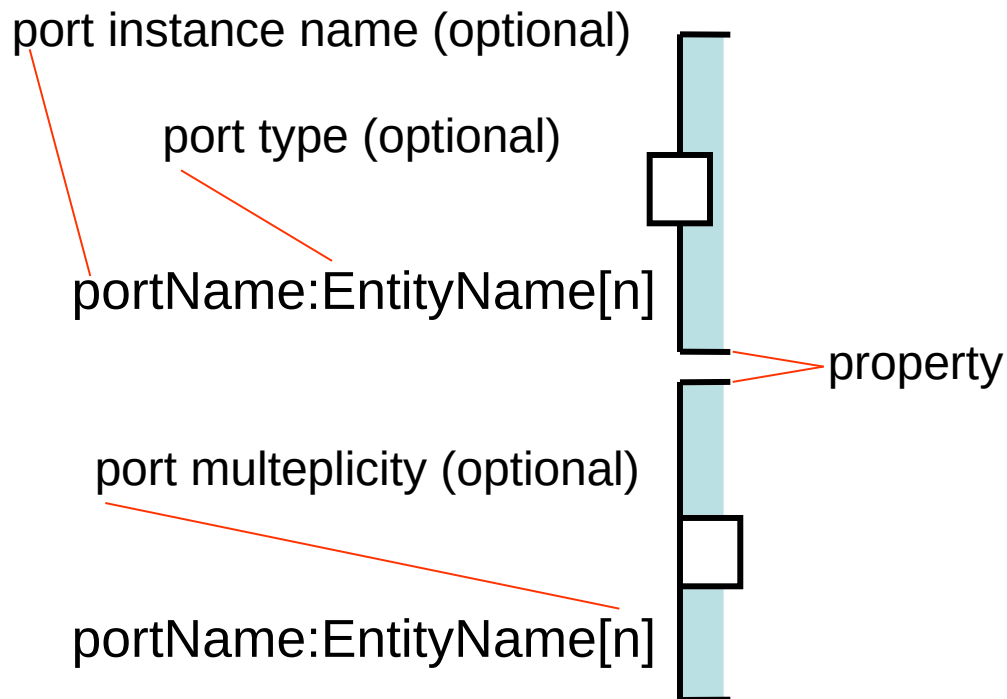 port instance name (optional)
port type (optional)
portName:EntityName[n]
property
port multeplicity (optional)
portName:EntityName[n]